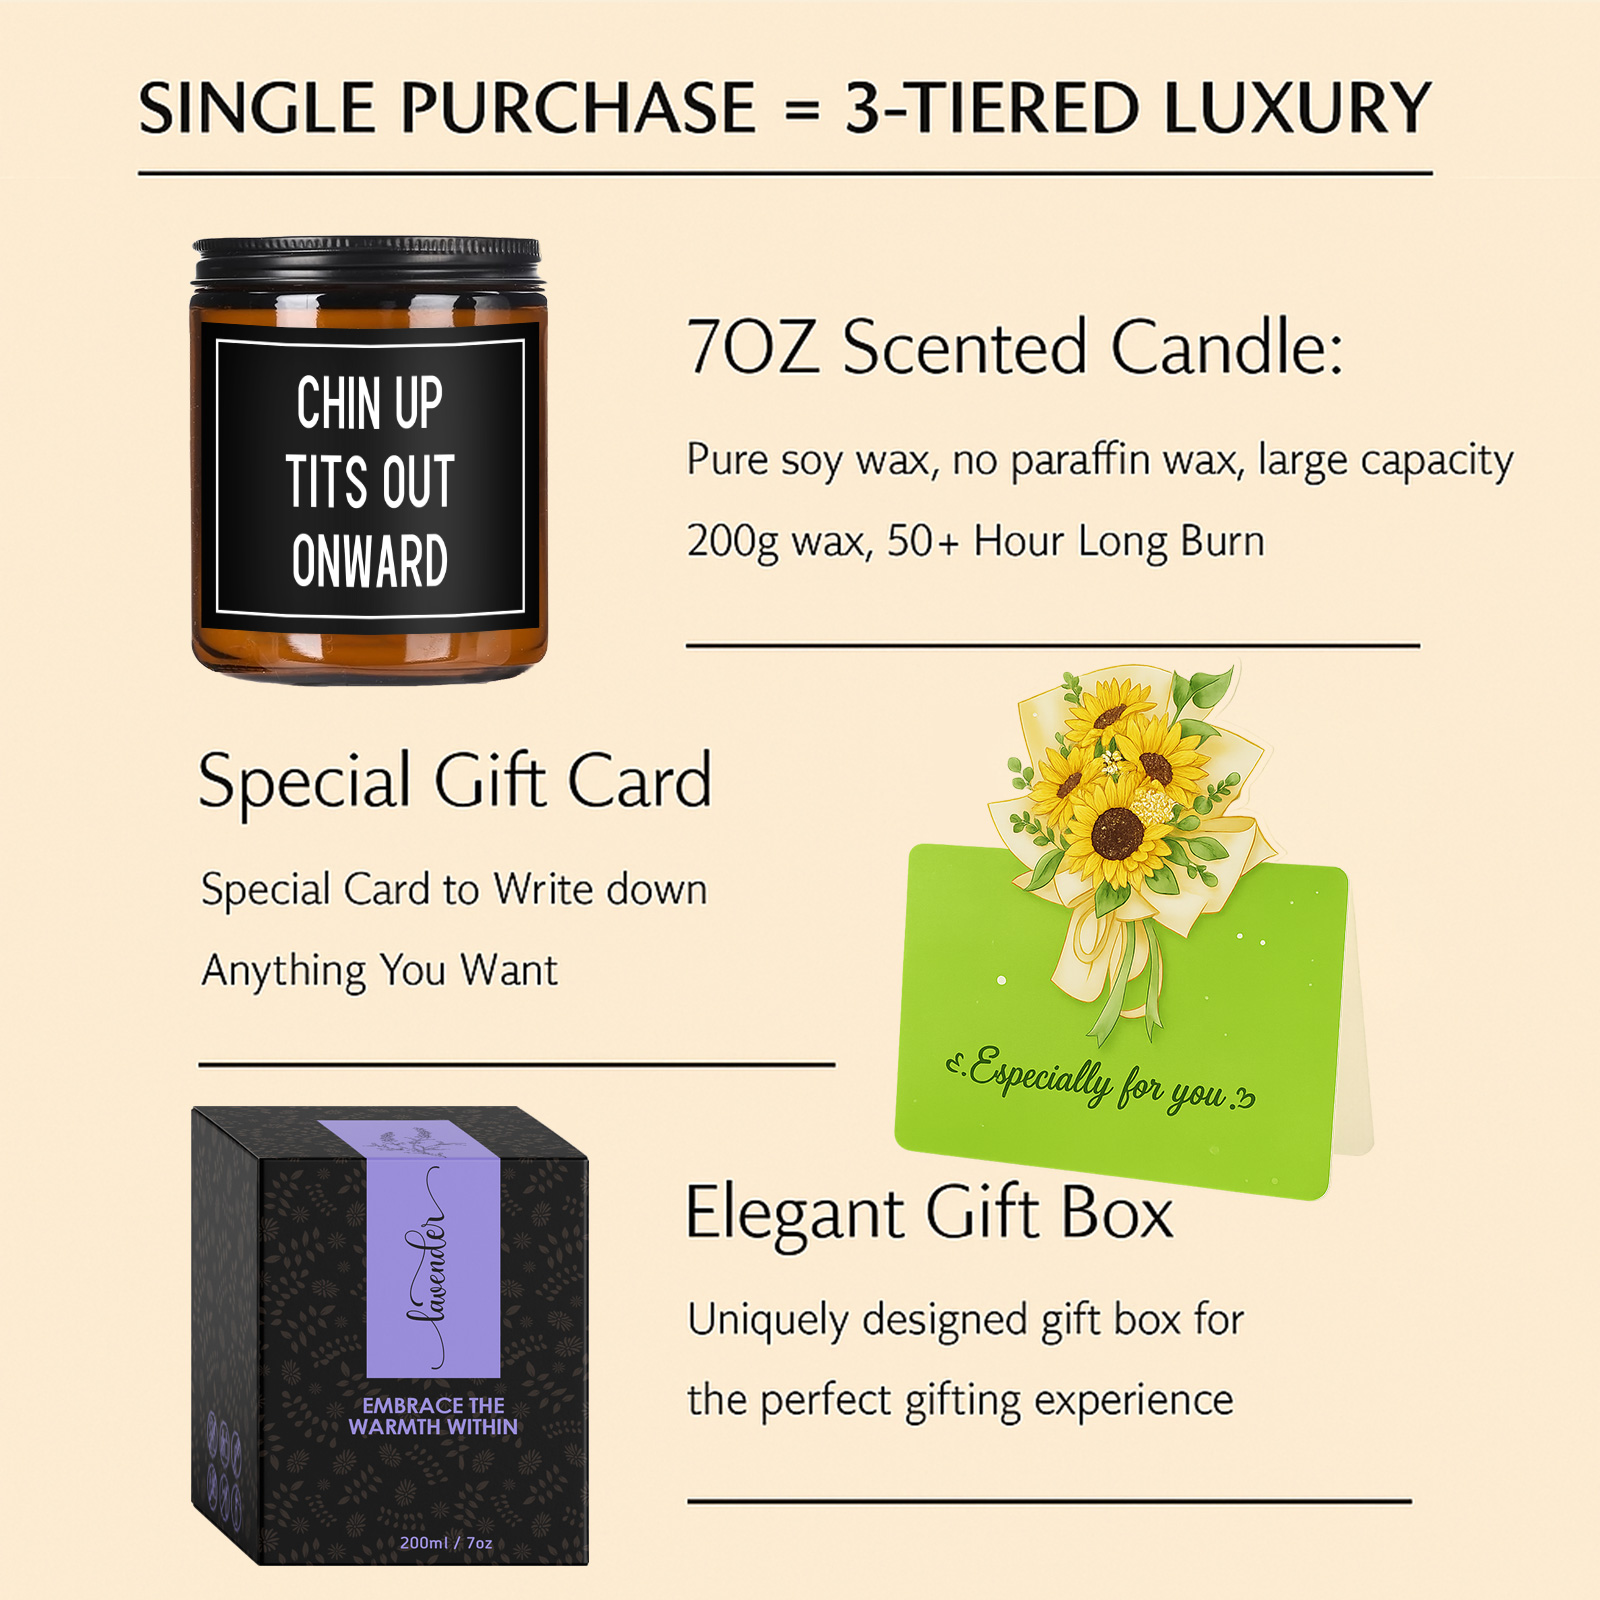 SINGLE PURCHASE = 3-TIERED LUXURY
CHIN UP
TITS OUT
ONWARD
7OZ Scented Candle:
Pure soy wax, no paraffin wax, large capacity
200g wax, 50+ Hour Long Burn
Special Gift Card
Special Card to Write down
Anything You Want
Especially for you
lavender
EMBRACE THE
WARMTH WITHIN
200ml / 7oz
Elegant Gift Box
Uniquely designed gift box for
the perfect gifting experience